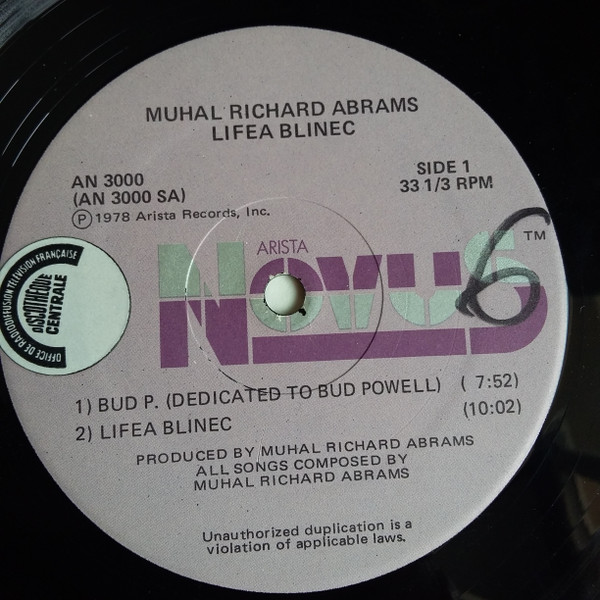 MUHAL RICHARD ABRAMS
LIFEA BLINEC
AN 3000
(AN 3000 SA)
Ⓟ 1978 Arista Records, Inc.
SIDE 1
33 1/3 RPM
ARISTA
NOVUS
TM
6
OFFICE DE RADIODIFFUSION TÉLÉVISION FRANÇAISE
DISCOTHÈQUE
CENTRALE
1) BUD P. (DEDICATED TO BUD POWELL) ( 7:52)
2) LIFEA BLINEC (10:02)
PRODUCED BY MUHAL RICHARD ABRAMS
ALL SONGS COMPOSED BY
MUHAL RICHARD ABRAMS
Unauthorized duplication is a
violation of applicable laws.